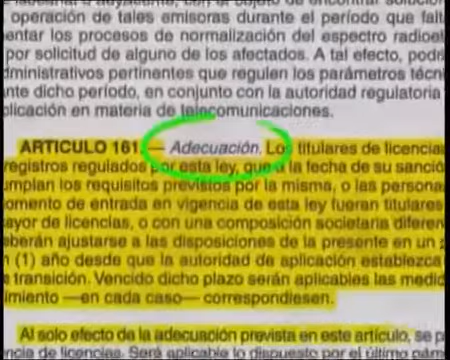 operación de tales emisoras durante el período que falt
entar los procesos de normalización del espectro radioe
por solicitud de alguno de los afectados. A tal efecto, podr
dministrativos pertinentes que regulen los parámetros técni
nte dicho período, en conjunto con la autoridad regulatoria
plicación en materia de telecomunicaciones.
ARTICULO 161. — Adecuación. Los titulares de licencia
registros regulados por esta ley, que a la fecha de su sanció
umplan los requisitos previstos por la misma, o las persona
omento de entrada en vigencia de esta ley fueran titulares
ayor de licencias, o con una composición societaria diferen
eberán ajustarse a las disposiciones de la presente en un
n (1) año desde que la autoridad de aplicación establezca
e transición. Vencido dicho plazo serán aplicables las medid
imiento —en cada caso— correspondiesen.
Al solo efecto de la adecuación prevista en este artículo, se p
ncia de licencias. Será aplicable lo dispuesto por el último